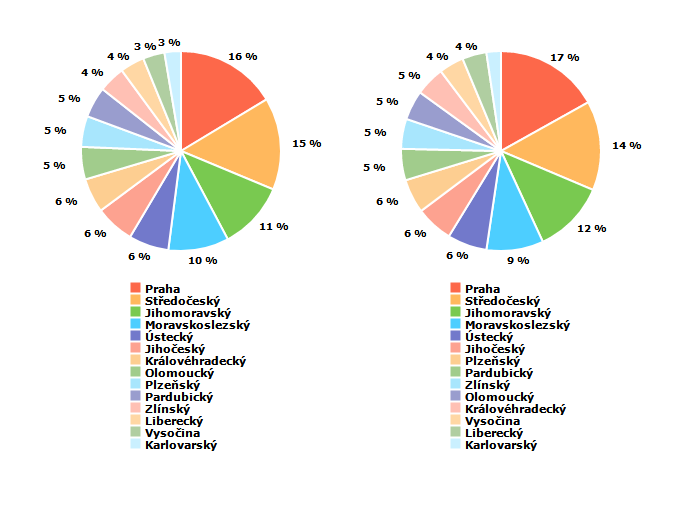 3 % 3 %
4 % 16 %
4 %
5 %
5 % 15 %
5 %
6 % 11 %
6 %
6 % 10 %
4 %
4 % 17 %
5 %
5 %
5 % 14 %
5 %
6 %
6 % 12 %
6 % 9 %
Praha
Středočeský
Jihomoravský
Moravskoslezský
Ústecký
Jihočeský
Královéhradecký
Olomoucký
Plzeňský
Pardubický
Zlínský
Liberecký
Vysočina
Karlovarský
Praha
Středočeský
Jihomoravský
Moravskoslezský
Ústecký
Jihočeský
Plzeňský
Pardubický
Zlínský
Olomoucký
Královéhradecký
Vysočina
Liberecký
Karlovarský